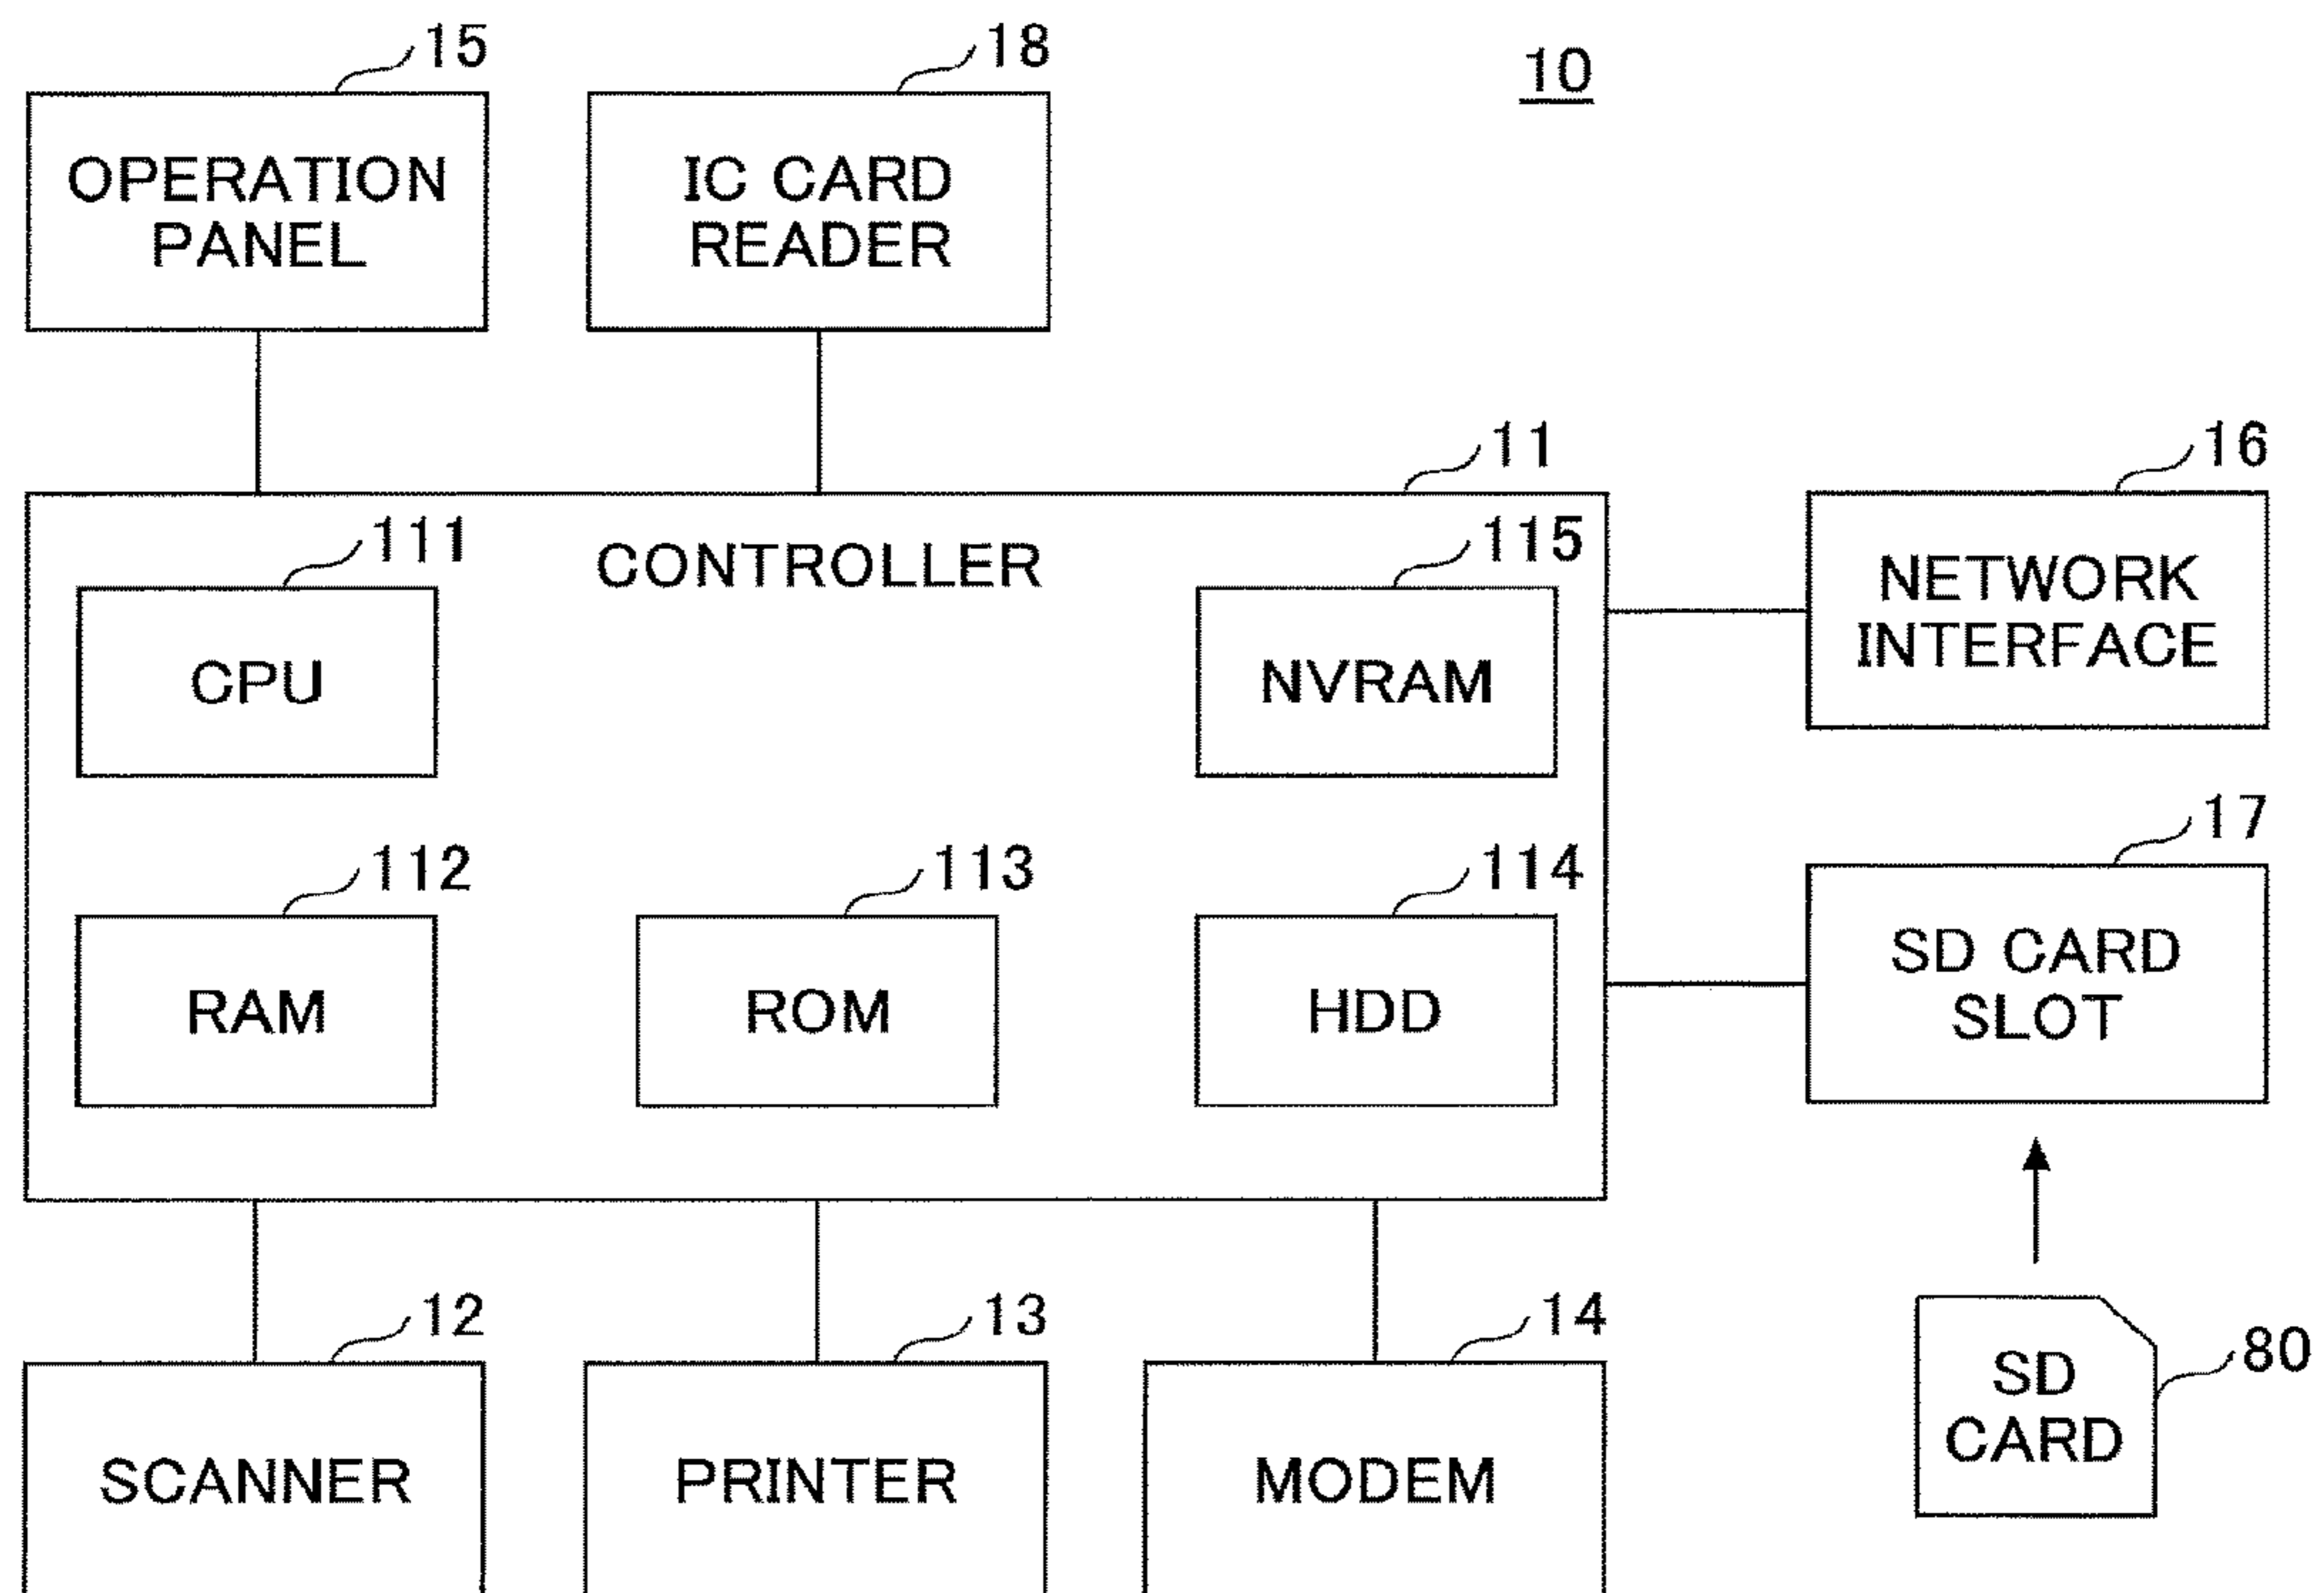 15
18
10
OPERATION
PANEL
IC CARD
READER
11
16
111
CONTROLLER
115
CPU
NVRAM
NETWORK
INTERFACE
17
112
113
114
RAM
ROM
HDD
SD CARD
SLOT
12
13
14
80
SCANNER
PRINTER
MODEM
SD
CARD